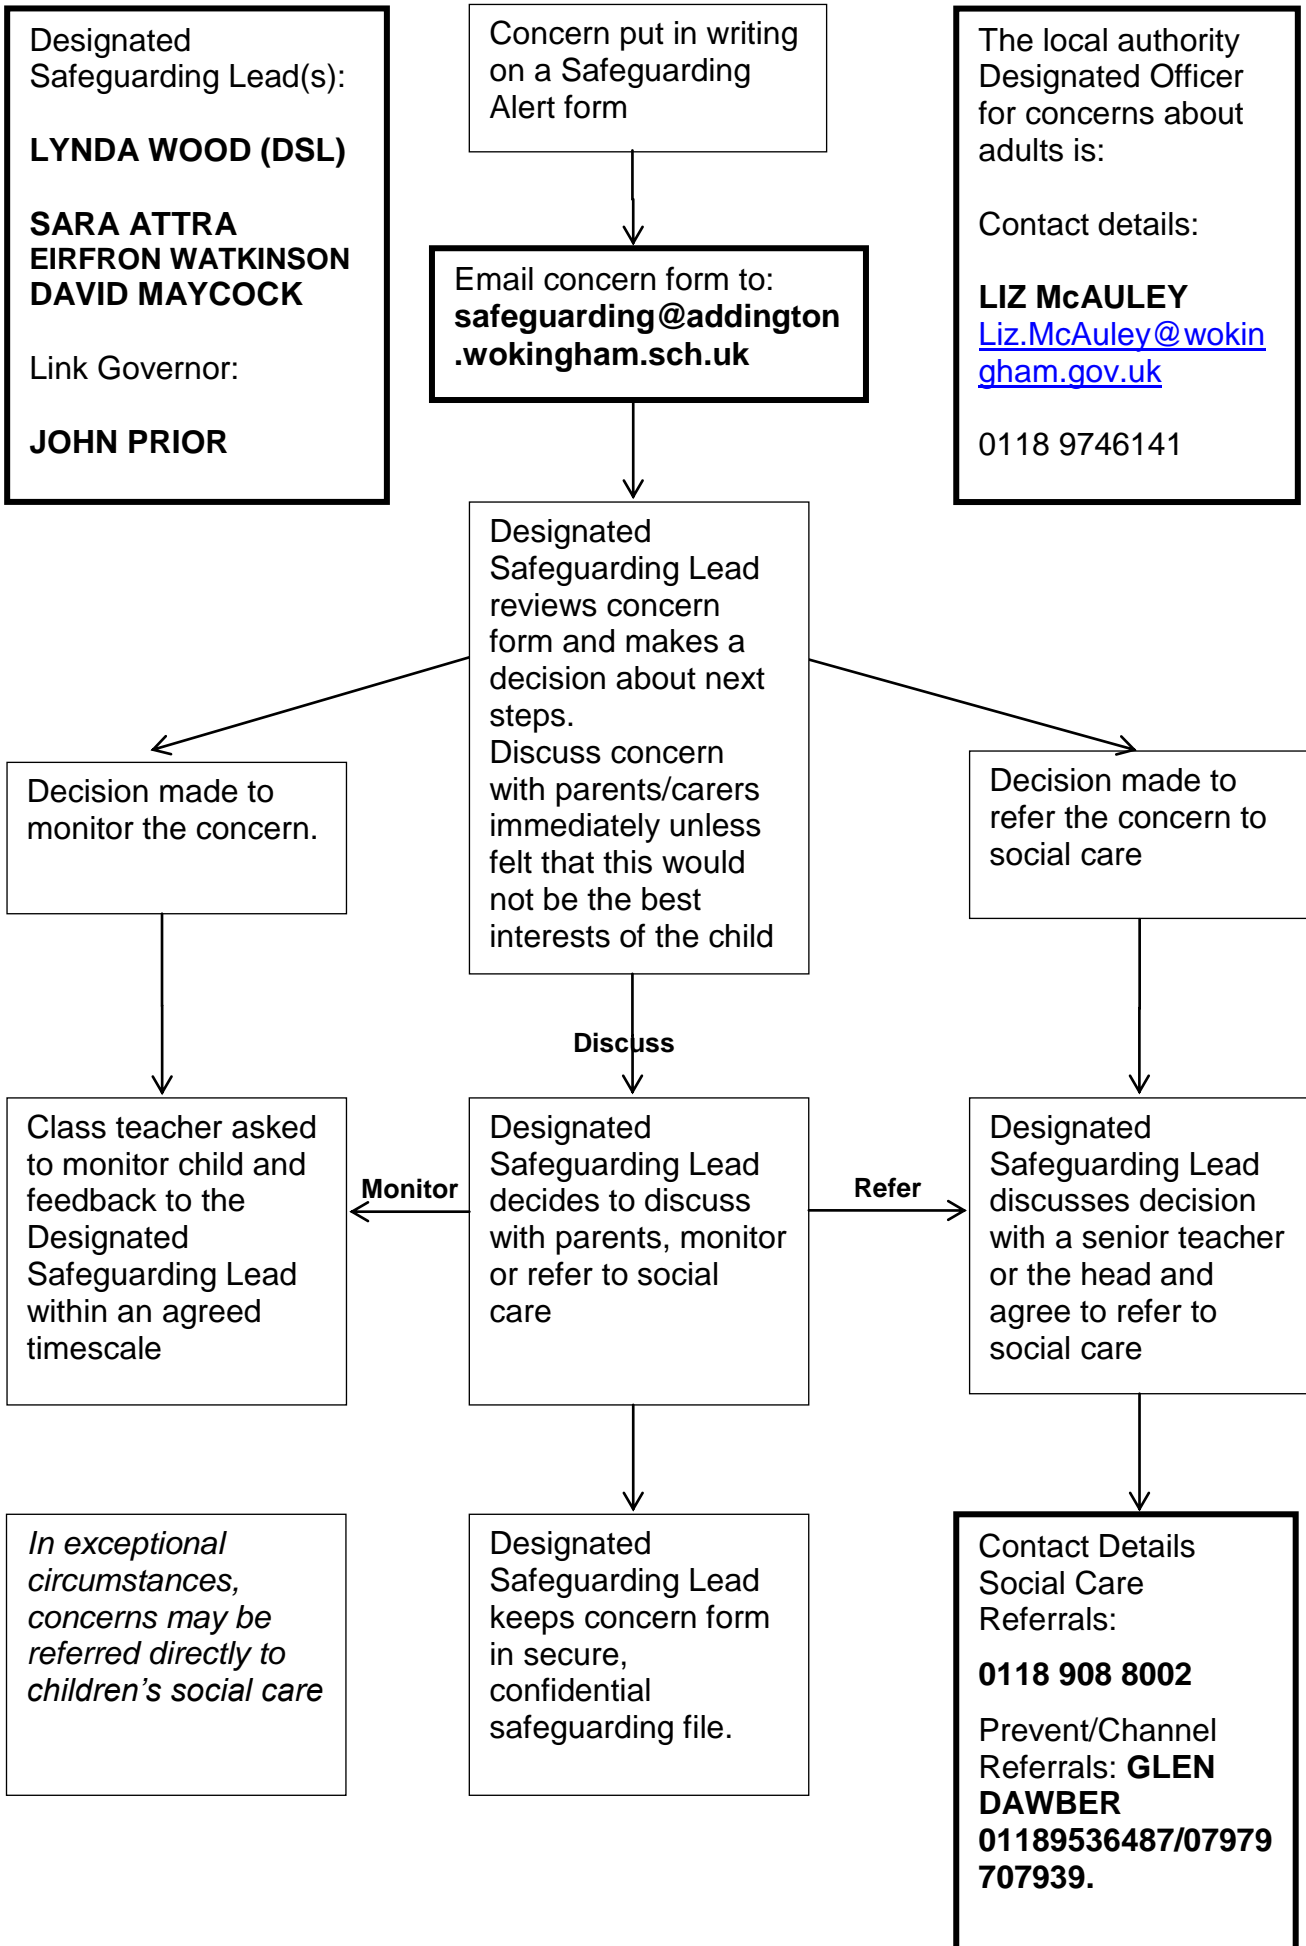 Designated
Safeguarding Lead(s):
LYNDA WOOD (DSL)
SARA ATTRA
EIRFRON WATKINSON
DAVID MAYCOCK
Link Governor:
JOHN PRIOR
Concern put in writing
on a Safeguarding
Alert form
The local authority
Designated Officer
for concerns about
adults is:
Contact details:
LIZ McAULEY
Liz.McAuley@wokin
gham.gov.uk
0118 9746141
Email concern form to:
safeguarding@addington
.wokingham.sch.uk
Designated
Safeguarding Lead
reviews concern
form and makes a
decision about next
steps.
Discuss concern
with parents/carers
immediately unless
felt that this would
not be the best
interests of the child
Decision made to
monitor the concern.
Decision made to
refer the concern to
social care
Discuss
Class teacher asked
to monitor child and
feedback to the
Designated
Safeguarding Lead
within an agreed
timescale
Monitor
Designated
Safeguarding Lead
decides to discuss
with parents, monitor
or refer to social
care
Refer
Designated
Safeguarding Lead
discusses decision
with a senior teacher
or the head and
agree to refer to
social care
In exceptional
circumstances,
concerns may be
referred directly to
children’s social care
Designated
Safeguarding Lead
keeps concern form
in secure,
confidential
safeguarding file.
Contact Details
Social Care
Referrals:
0118 908 8002
Prevent/Channel
Referrals: GLEN
DAWBER
01189536487/07979
707939.